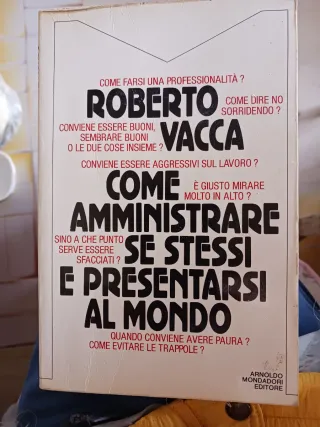 COME FARSI UNA PROFESSIONALITÀ?
ROBERTO
COME DIRE NO
SORRIDENDO?
CONVIENE ESSERE BUONI,
SEMBRARE BUONI
O LE DUE COSE INSIEME?
VACCA
CONVIENE ESSERE AGGRESSIVI SUL LAVORO?
COME
È GIUSTO MIRARE
MOLTO IN ALTO?
AMMINISTRARE
SINO A CHE PUNTO
SERVE ESSERE
SFACCIATI?
SE STESSI
E PRESENTARSI
AL MONDO
QUANDO CONVIENE AVERE PAURA?
COME EVITARE LE TRAPPOLE?
ARNOLDO
MONDADORI
EDITORE